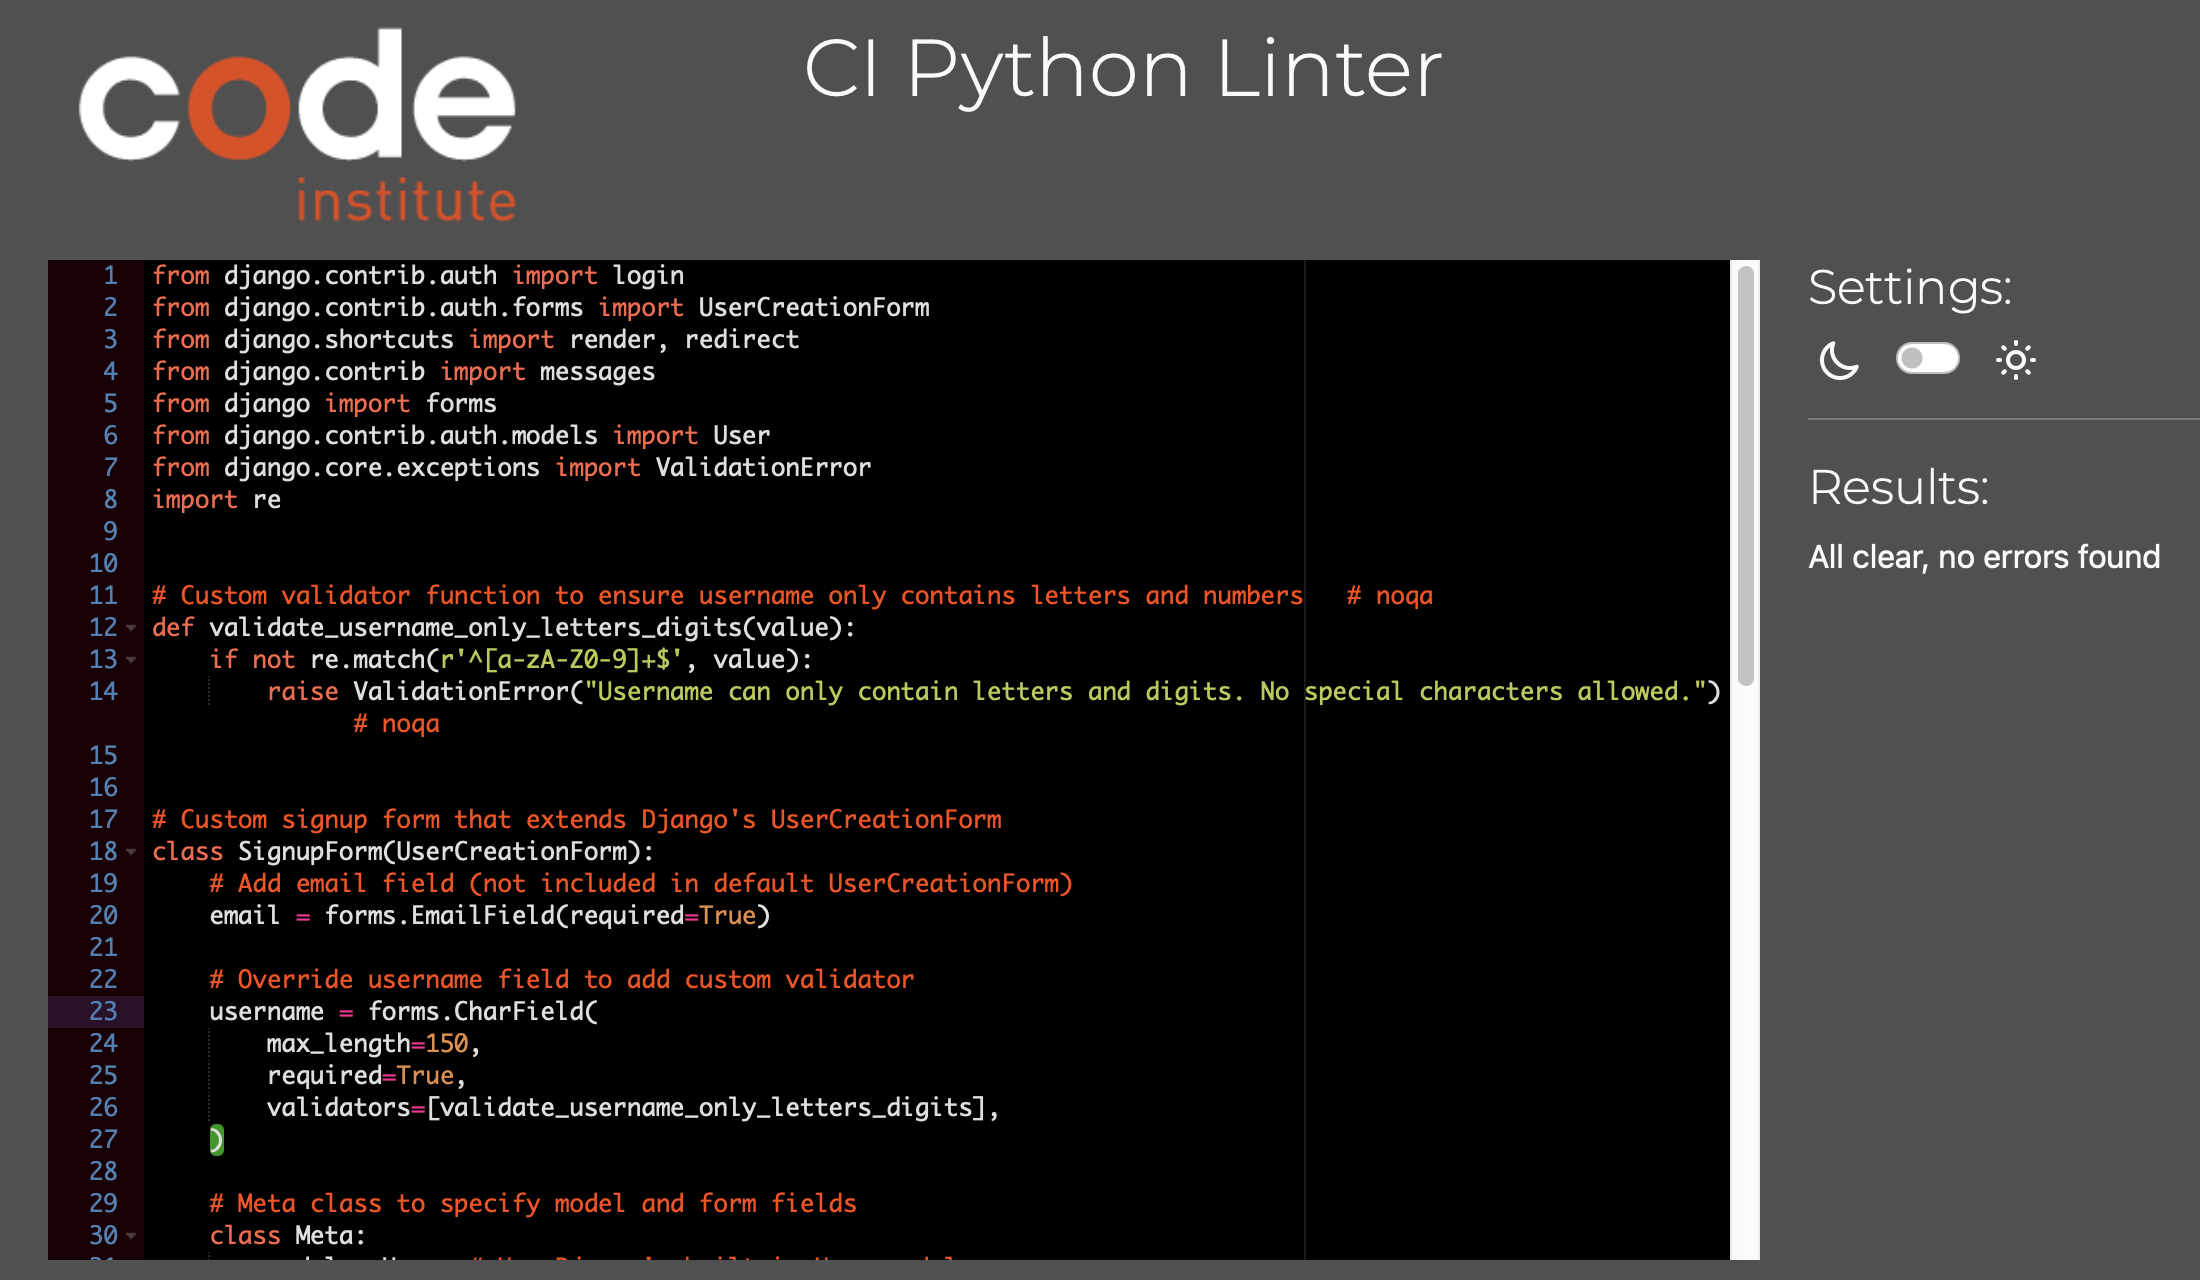 code
institute
CI Python Linter
1 from django.contrib.auth import login
2 from django.contrib.auth.forms import UserCreationForm
3 from django.shortcuts import render, redirect
4 from django.contrib import messages
5 from django import forms
6 from django.contrib.auth.models import User
7 from django.core.exceptions import ValidationError
8 import re
9
10
11 # Custom validator function to ensure username only contains letters and numbers   # noqa
12 def validate_username_only_letters_digits(value):
13     if not re.match(r'^[a-zA-Z0-9]+$', value):
14         raise ValidationError("Username can only contain letters and digits. No special characters allowed.")
# noqa
15
16
17 # Custom signup form that extends Django's UserCreationForm
18 class SignupForm(UserCreationForm):
19     # Add email field (not included in default UserCreationForm)
20     email = forms.EmailField(required=True)
21
22     # Override username field to add custom validator
23     username = forms.CharField(
24         max_length=150,
25         required=True,
26         validators=[validate_username_only_letters_digits],
27     )
28
29     # Meta class to specify model and form fields
30     class Meta:
Settings:
Results:
All clear, no errors found